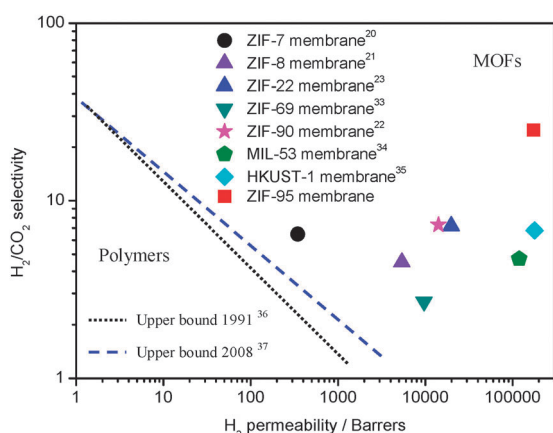 100
ZIF-7 membrane20
ZIF-8 membrane21
MOFs
ZIF-22 membrane23
ZIF-69 membrane33
ZIF-90 membrane22
MIL-53 membrane34
HKUST-1 membrane35
ZIF-95 membrane
H2/CO2 selectivity
10
Polymers
Upper bound 1991 36
Upper bound 2008 37
1
1 10 100 1000 10000 100000
H2 permeability / Barrers